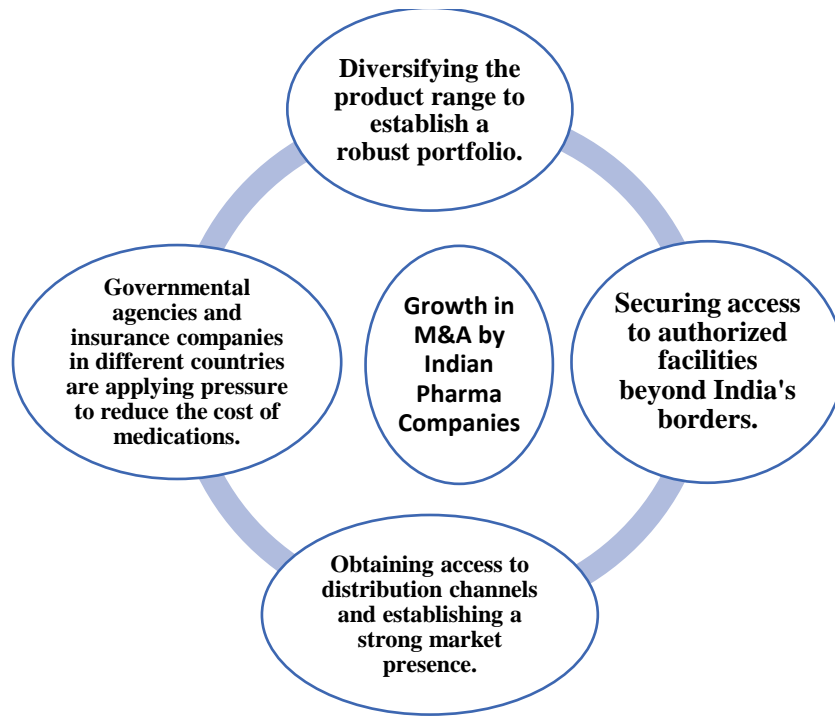 Diversifying the
product range to
establish a
robust portfolio.
Governmental
agencies and
insurance companies
in different countries
are applying pressure
to reduce the cost of
medications.
Growth in
M&A by
Indian
Pharma
Companies
Securing access
to authorized
facilities
beyond India's
borders.
Obtaining access to
distribution channels
and establishing a
strong market
presence.